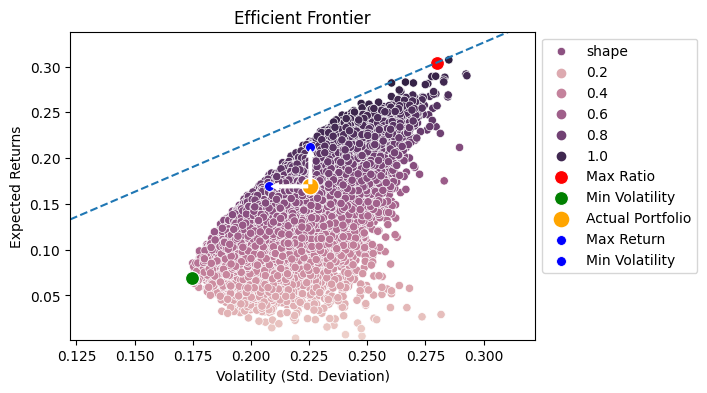 Efficient Frontier
Expected Returns
0.30
0.25
0.20
0.15
0.10
0.05
0.125
0.150
0.175
0.200
0.225
0.250
0.275
0.300
Volatility (Std. Deviation)
shape
0.2
0.4
0.6
0.8
1.0
Max Ratio
Min Volatility
Actual Portfolio
Max Return
Min Volatility